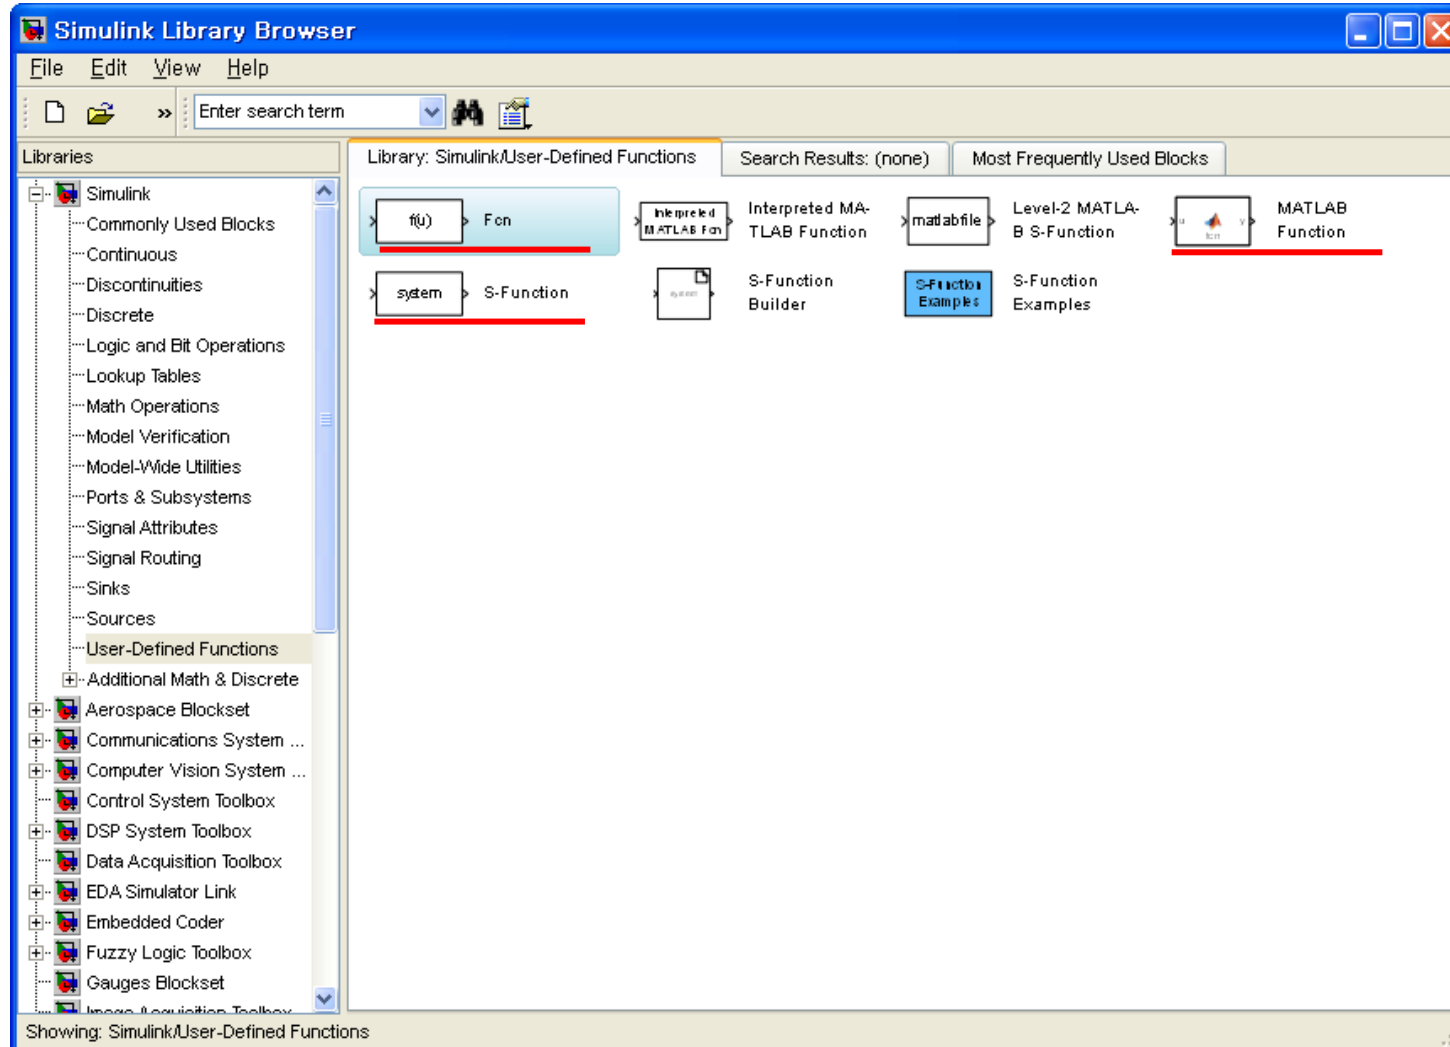 Simulink Library Browser
File Edit View Help
» Enter search term
Libraries
Library: Simulink/User-Defined Functions
Search Results: (none)
Most Frequently Used Blocks
Simulink
Commonly Used Blocks
Continuous
Discontinuities
Discrete
Logic and Bit Operations
Lookup Tables
Math Operations
Model Verification
Model-Wide Utilities
Ports & Subsystems
Signal Attributes
Signal Routing
Sinks
Sources
User-Defined Functions
Additional Math & Discrete
Aerospace Blockset
Communications System ...
Computer Vision System ...
Control System Toolbox
DSP System Toolbox
Data Acquisition Toolbox
EDA Simulator Link
Embedded Coder
Fuzzy Logic Toolbox
Gauges Blockset
Image Acquisition Toolbox
f(u)
Fcn
Interpreted
MATLAB Fcn
Interpreted MA-
TLAB Function
matlabfile
Level-2 MATLA-
B S-Function
u
y
fcn
MATLAB
Function
system
S-Function
system
S-Function
Builder
S-Function
Examples
S-Function
Examples
Showing: Simulink/User-Defined Functions